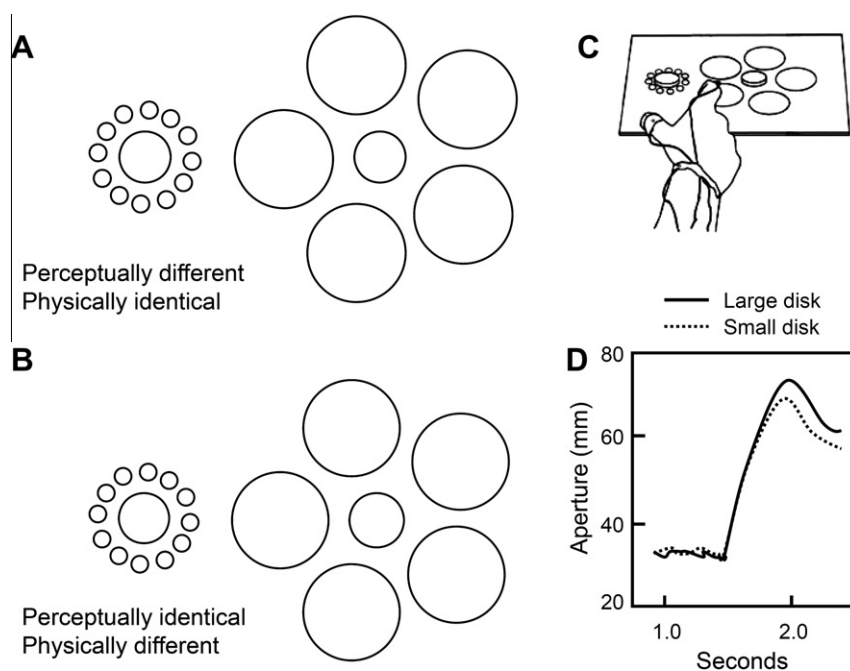 A
Perceptually different
Physically identical
B
Perceptually identical
Physically different
C
Large disk
Small disk
D
80
60
40
20
Aperture (mm)
1.0
2.0
Seconds